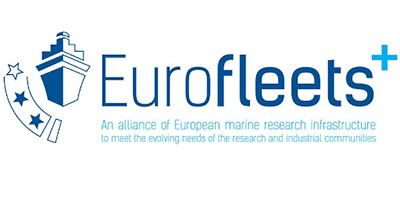 Eurofleets+
An alliance of European marine research infrastructure
to meet the evolving needs of the research and industrial communities